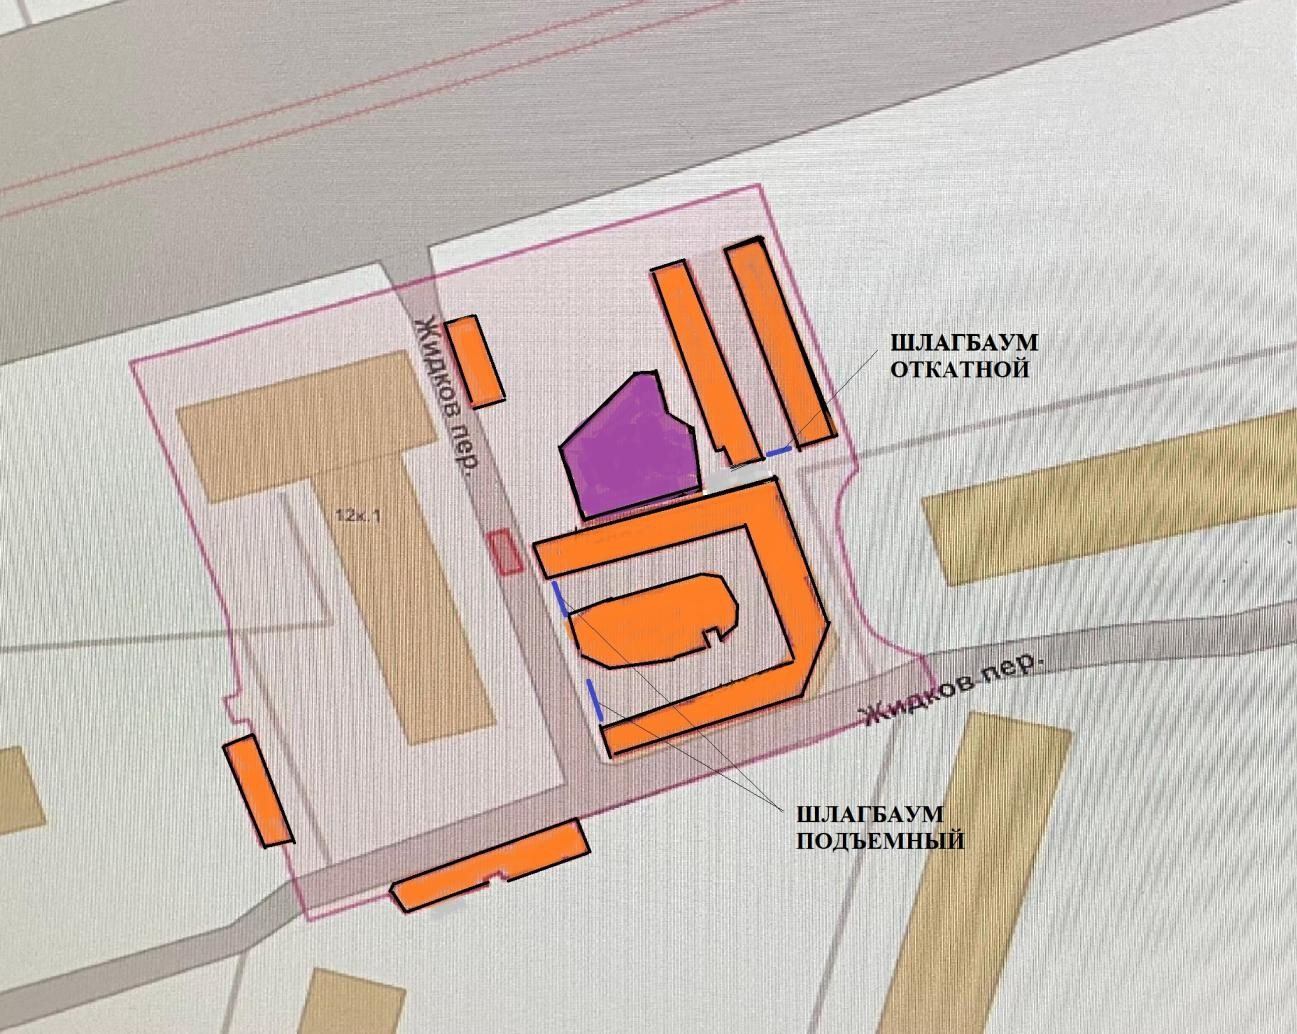 Жидков пер.
ШЛАГБАУМ
ОТКАТНОЙ
12к.1
Жидков пер.
ШЛАГБАУМ
ПОДЪЕМНЫЙ